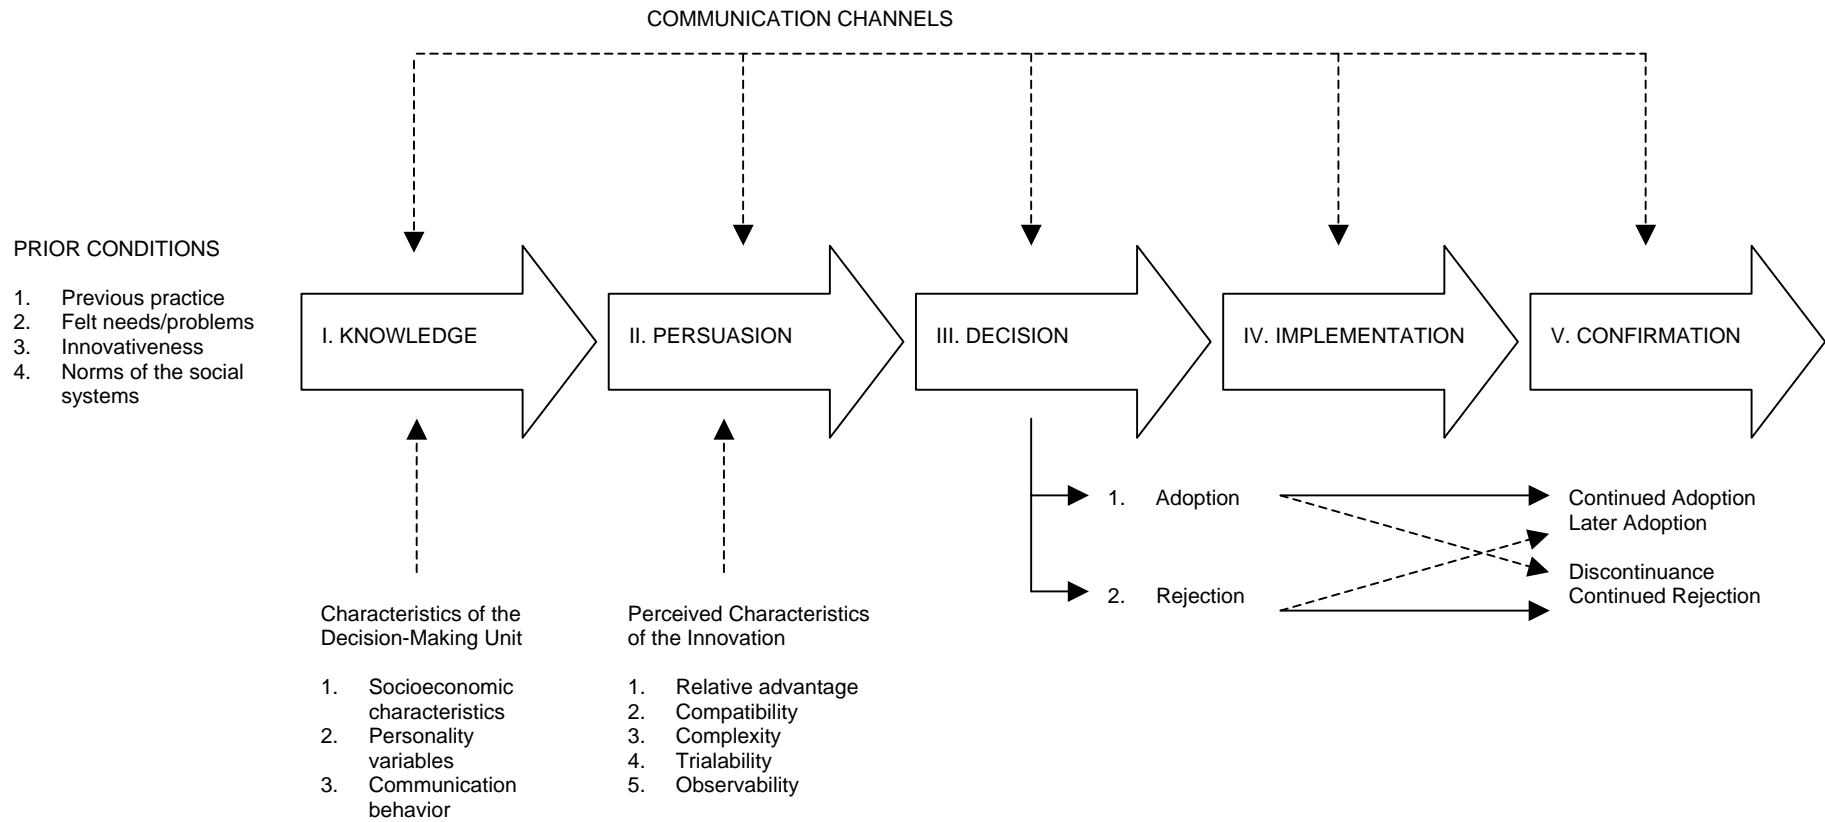 COMMUNICATION CHANNELS
PRIOR CONDITIONS
1. Previous practice
2. Felt needs/problems
3. Innovativeness
4. Norms of the social
systems
I. KNOWLEDGE
II. PERSUASION
III. DECISION
IV. IMPLEMENTATION
V. CONFIRMATION
1. Adoption
2. Rejection
Continued Adoption
Later Adoption
Discontinuance
Continued Rejection
Characteristics of the
Decision-Making Unit
1. Socioeconomic
characteristics
2. Personality
variables
3. Communication
behavior
Perceived Characteristics
of the Innovation
1. Relative advantage
2. Compatibility
3. Complexity
4. Trialability
5. Observability